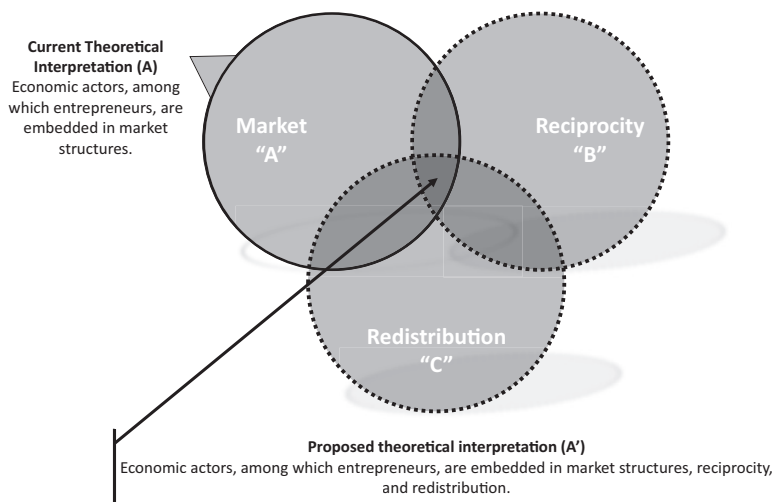 Current Theoretical
Interpretation (A)
Economic actors, among
which entrepreneurs, are
embedded in market
structures.
Market
“A”
Reciprocity
“B”
Redistribution
“C”
Proposed theoretical interpretation (A’)
Economic actors, among which entrepreneurs, are embedded in market structures, reciprocity,
and redistribution.